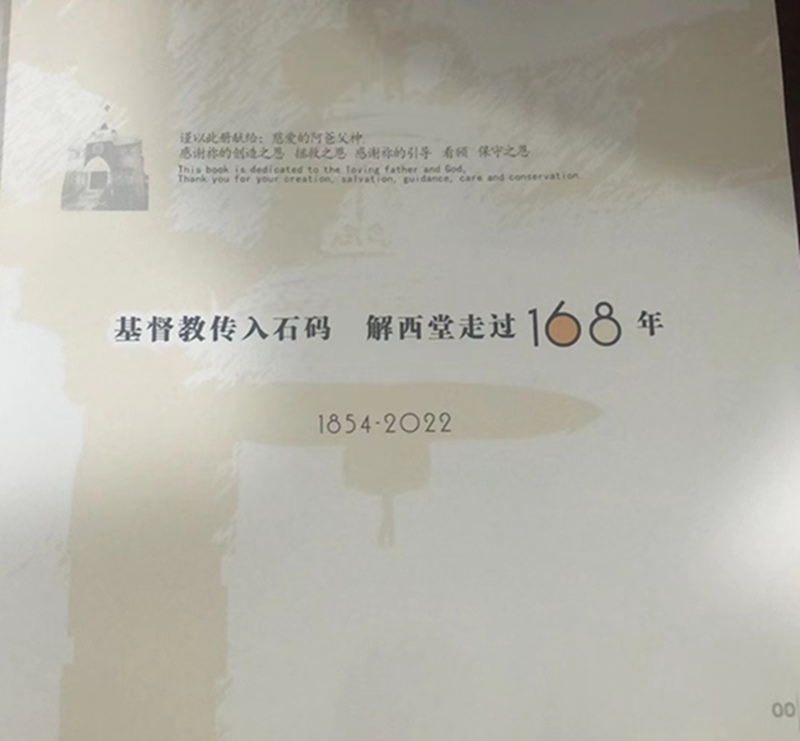 谨以此册献给：慈爱的阿爸父神
感谢祢的创造之恩 拯救之恩 感谢祢的引导 看顾 保守之恩
This book is dedicated to the loving father and God,
Thank you for your creation, salvation, guidance, care and conservation.
基督教传入石码 解西堂走过168年
1854-2022
00